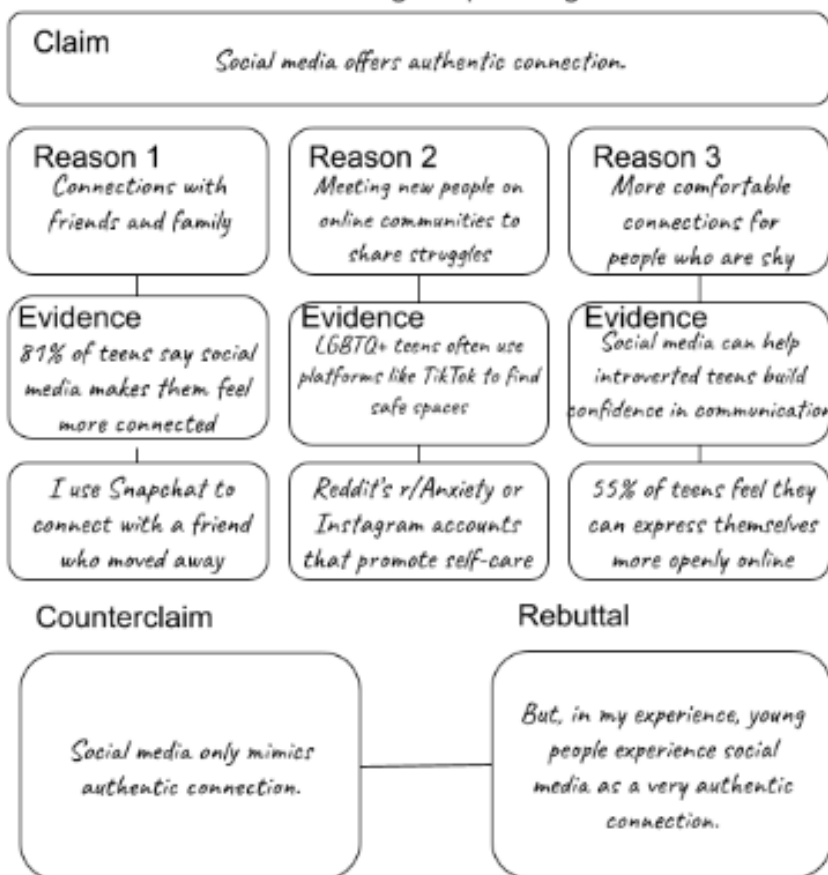 Claim
Social media offers authentic connection.
Reason 1
Connections with
friends and family
Reason 2
Meeting new people on
online communities to
share struggles
Reason 3
More comfortable
connections for
people who are shy
Evidence
81% of teens say social
media makes them feel
more connected
Evidence
LGBTQ+ teens often use
platforms like TikTok to find
safe spaces
Evidence
Social media can help
introverted teens build
confidence in communication
I use Snapchat to
connect with a friend
who moved away
Reddit's r/Anxiety or
Instagram accounts
that promote self-care
55% of teens feel they
can express themselves
more openly online
Counterclaim
Social media only mimics
authentic connection.
Rebuttal
But, in my experience, young
people experience social
media as a very authentic
connection.